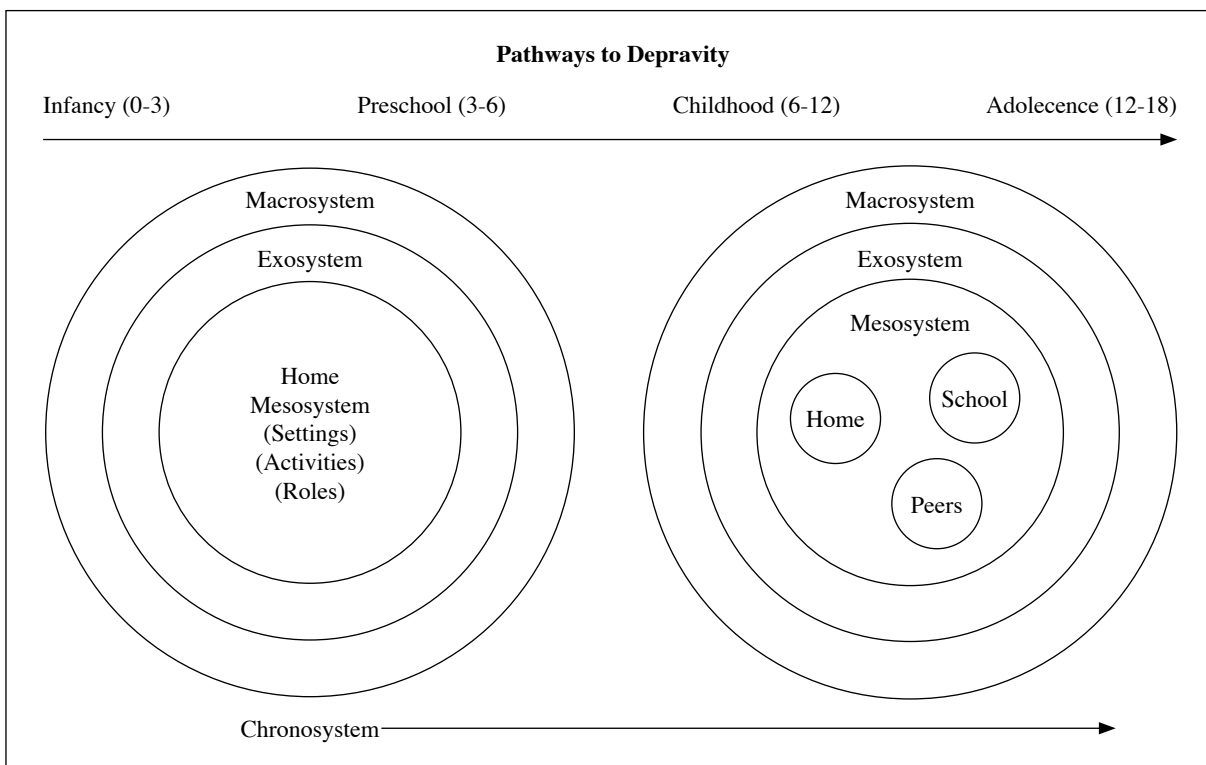 Pathways to Depravity
Infancy (0-3) Preschool (3-6) Childhood (6-12) Adolecence (12-18)
Macrosystem
Exosystem
Home
Mesosystem
(Settings)
(Activities)
(Roles)
Macrosystem
Exosystem
Mesosystem
Home
School
Peers
Chronosystem